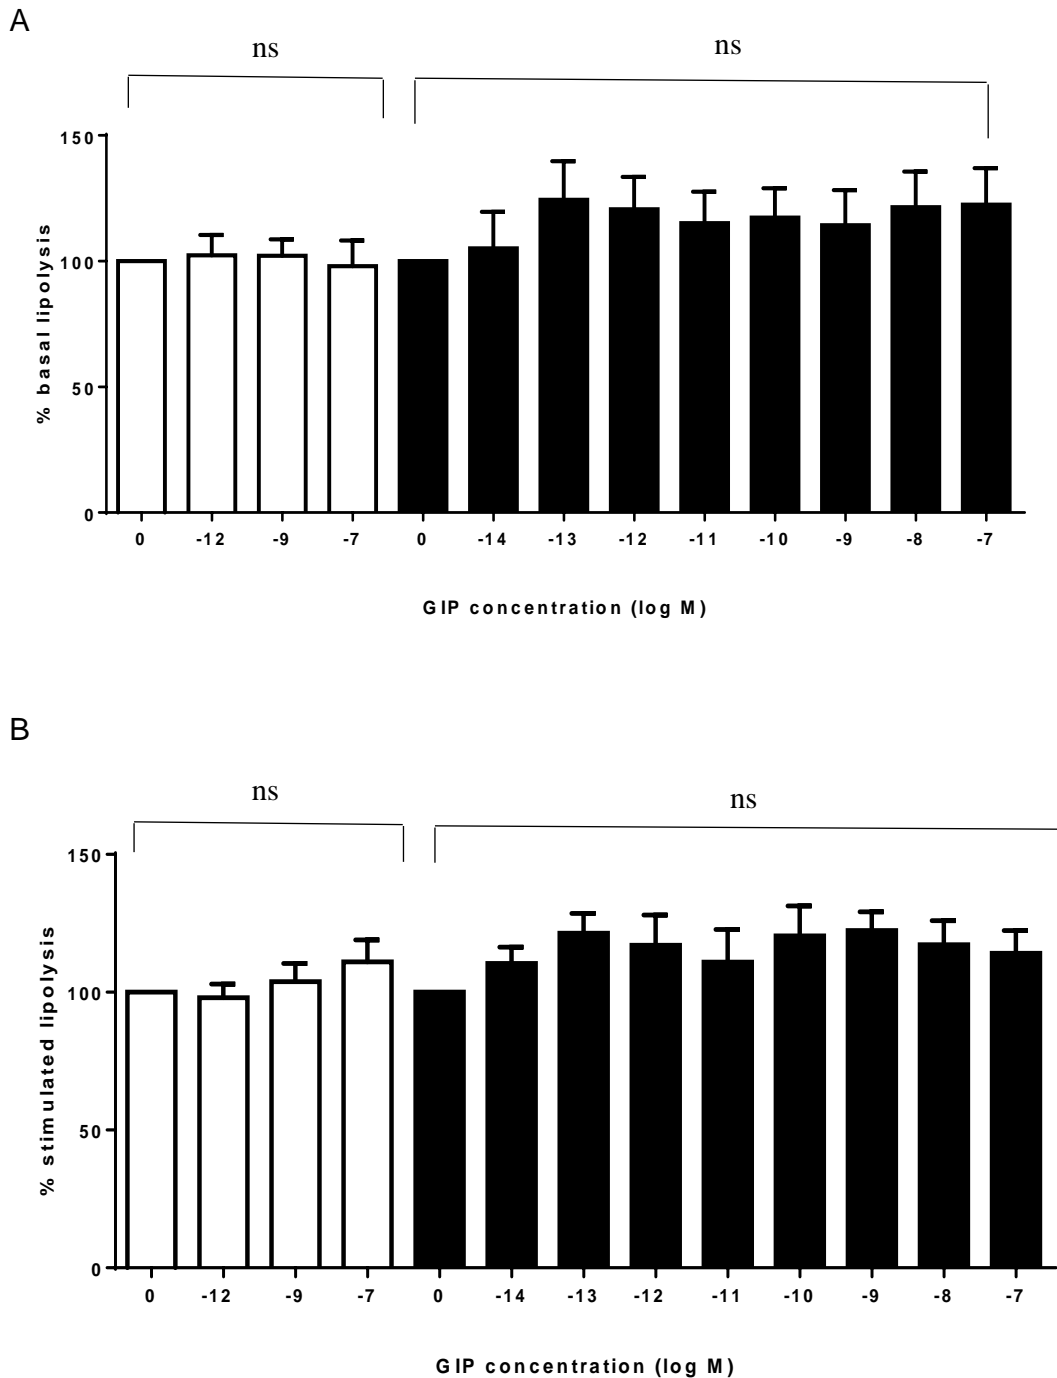 A
ns ns
150
100
50
0
% basal lipolysis
0 -12 -9 -7 0 -14 -13 -12 -11 -10 -9 -8 -7
GIP concentration (log M)
B
ns ns
150
100
50
0
% stimulated lipolysis
0 -12 -9 -7 0 -14 -13 -12 -11 -10 -9 -8 -7
GIP concentration (log M)